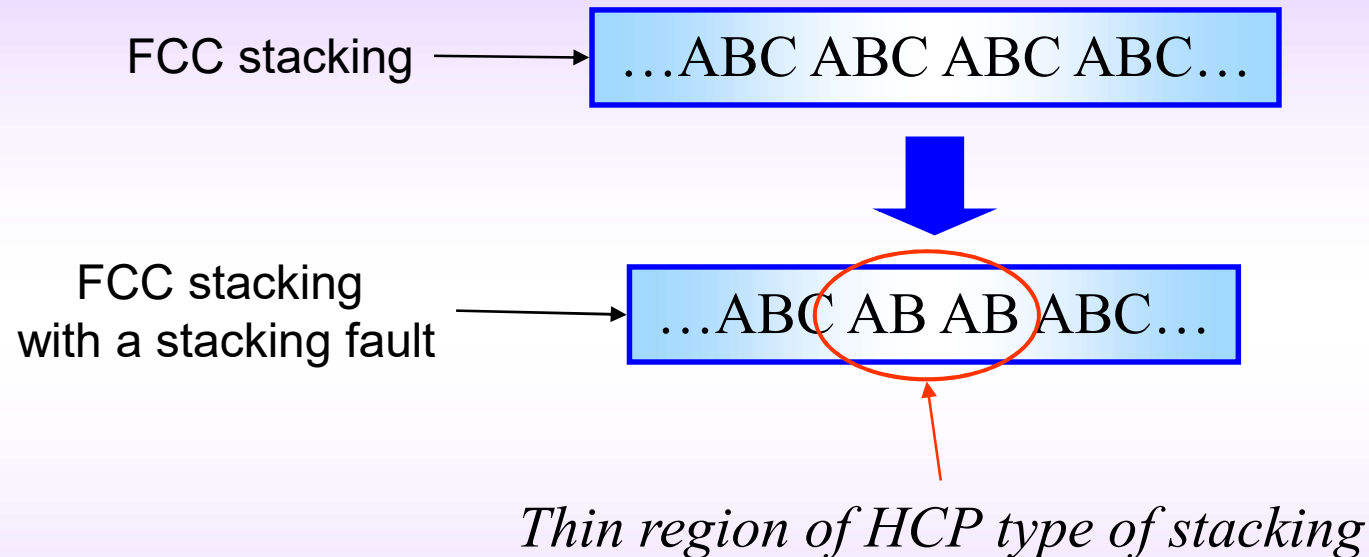 FCC stacking
…ABC ABC ABC ABC…
FCC stacking
with a stacking fault
…ABC AB AB ABC…
Thin region of HCP type of stacking